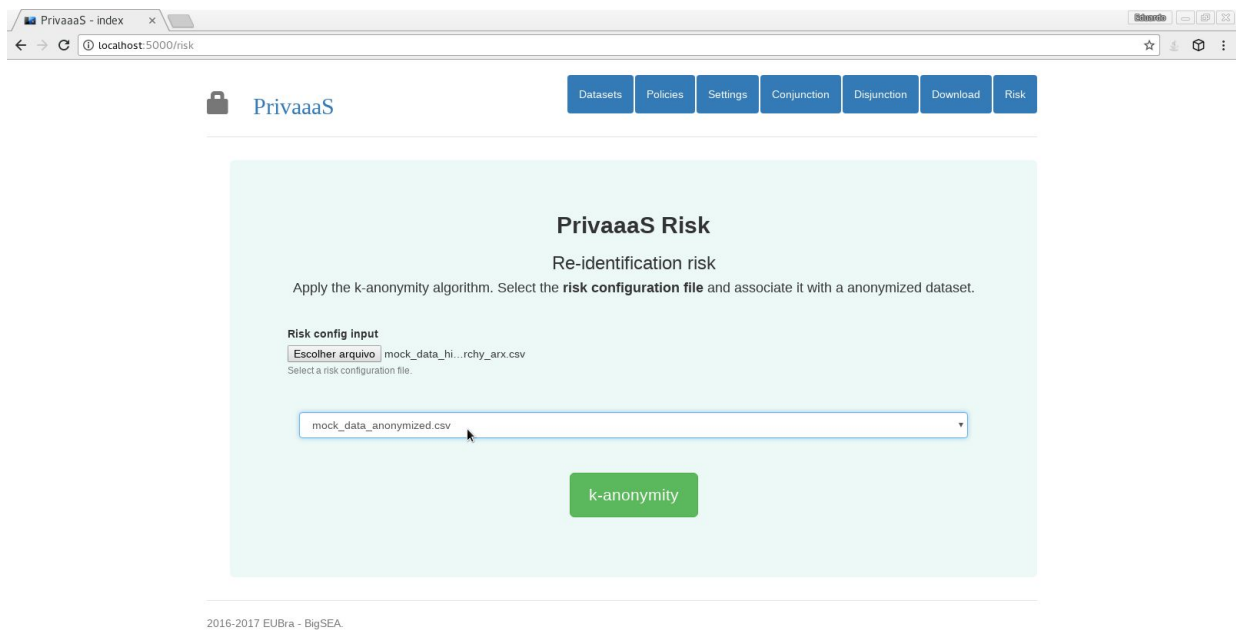 PrivaaaS - index
Eduardo
localhost:5000/risk
PrivaaaS
Datasets
Policies
Settings
Conjunction
Disjunction
Download
Risk
PrivaaaS Risk
Re-identification risk
Apply the k-anonymity algorithm. Select the risk configuration file and associate it with a anonymized dataset.
Risk config input
Escolher arquivo mock_data_hi...rchy_arx.csv
Select a risk configuration file.
mock_data_anonymized.csv
k-anonymity
2016-2017 EUBra - BigSEA.